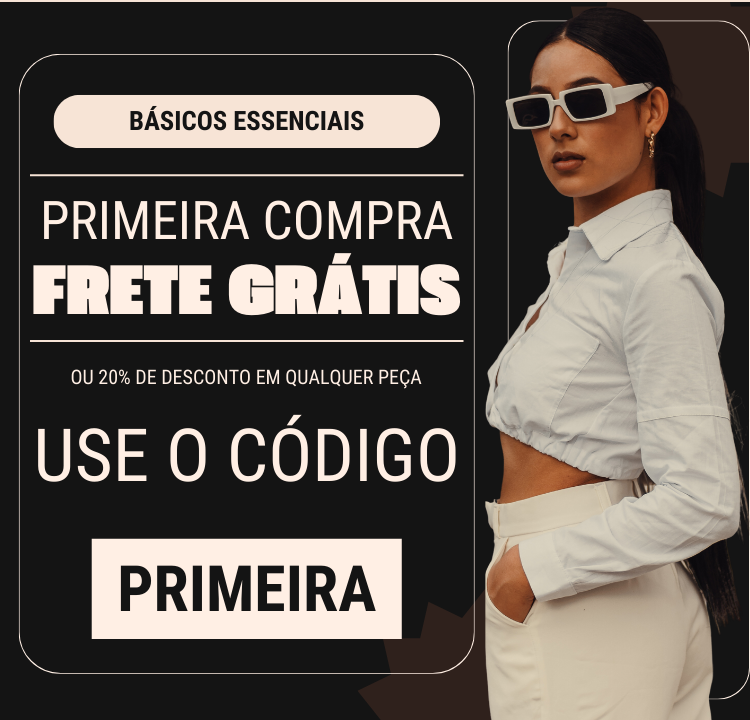 BÁSICOS ESSENCIAIS
PRIMEIRA COMPRA
FRETE GRÁTIS
OU 20% DE DESCONTO EM QUALQUER PEÇA
USE O CÓDIGO
PRIMEIRA